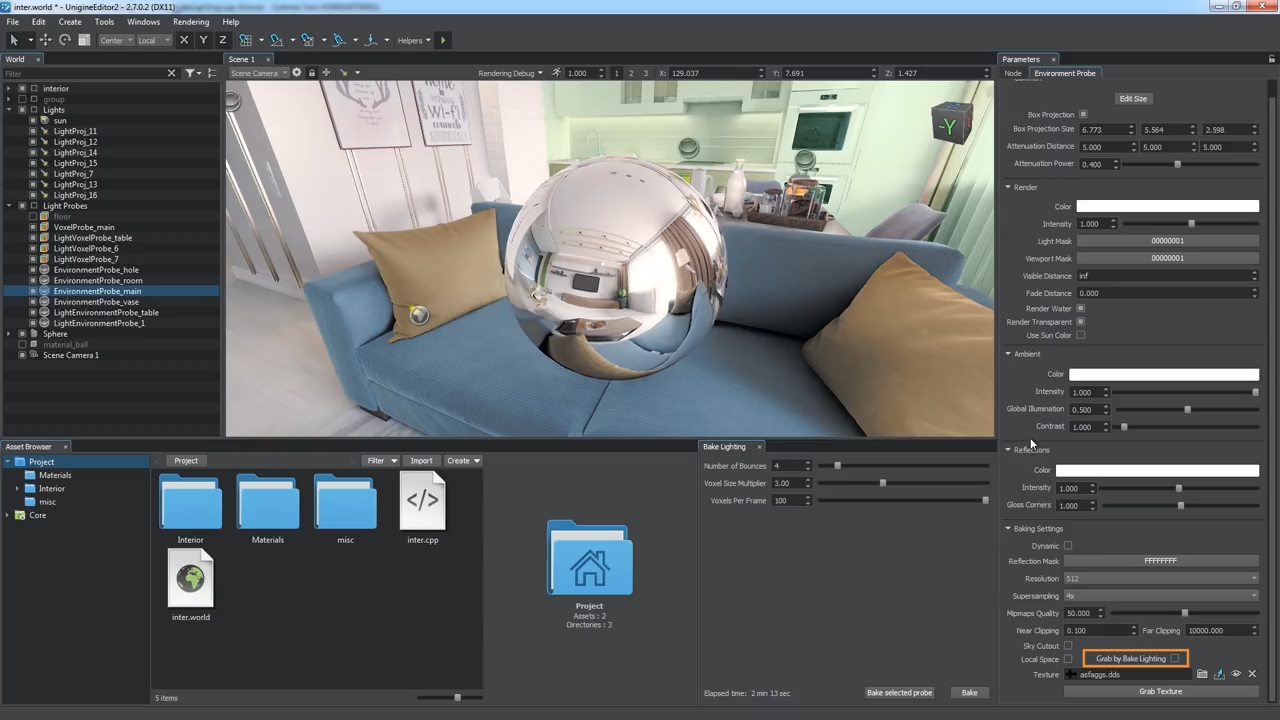 inter.world * - UnigineEditor2 - 2.7.0.2 (DX11)
File Edit Create Tools Windows Rendering Help
Center Local X Y Z Helpers
World
Filter
interior
group
Lights
sun
LightProj_11
LightProj_12
LightProj_14
LightProj_15
LightProj_7
LightProj_13
LightProj_16
Light Probes
floor
VoxelProbe_main
LightVoxelProbe_table
LightVoxelProbe_6
LightVoxelProbe_7
EnvironmentProbe_hole
EnvironmentProbe_room
EnvironmentProbe_main
EnvironmentProbe_vase
LightEnvironmentProbe_table
LightEnvironmentProbe_1
Sphere
material_ball
Scene Camera 1
Scene 1
Scene Camera Rendering Debug 1.000 1 2 3 X: 129.037 Y: 7.691 Z: 1.427
WI-FI
-Y
Parameters
Node Environment Probe
Edit Size
Box Projection
Box Projection Size 6.773 5.564 2.598
Attenuation Distance 5.000 5.000 5.000
Attenuation Power 0.400
Render
Color
Intensity 1.000
Light Mask 00000001
Viewport Mask 00000001
Visible Distance inf
Fade Distance 0.000
Render Water
Render Transparent
Use Sun Color
Ambient
Color
Intensity 1.000
Global Illumination 0.500
Contrast 1.000
Reflections
Color
Intensity 1.000
Gloss Corners 1.000
Baking Settings
Dynamic
Reflection Mask FFFFFFFF
Resolution 512
Supersampling 4x
Mipmaps Quality 50.000
Near Clipping 0.100 Far Clipping 10000.000
Sky Cutout
Local Space Grab by Bake Lighting
Texture asfaggs.dds
Grab Texture
Asset Browser
Project
Materials
Interior
misc
Core
Project Filter Import Create
Interior Materials misc inter.cpp
inter.world
5 items
Project
Assets: 2
Directories: 3
Bake Lighting
Number of Bounces 4
Voxel Size Multiplier 3.00
Voxels Per Frame 100
Elapsed time: 2 min 13 sec Bake selected probe Bake